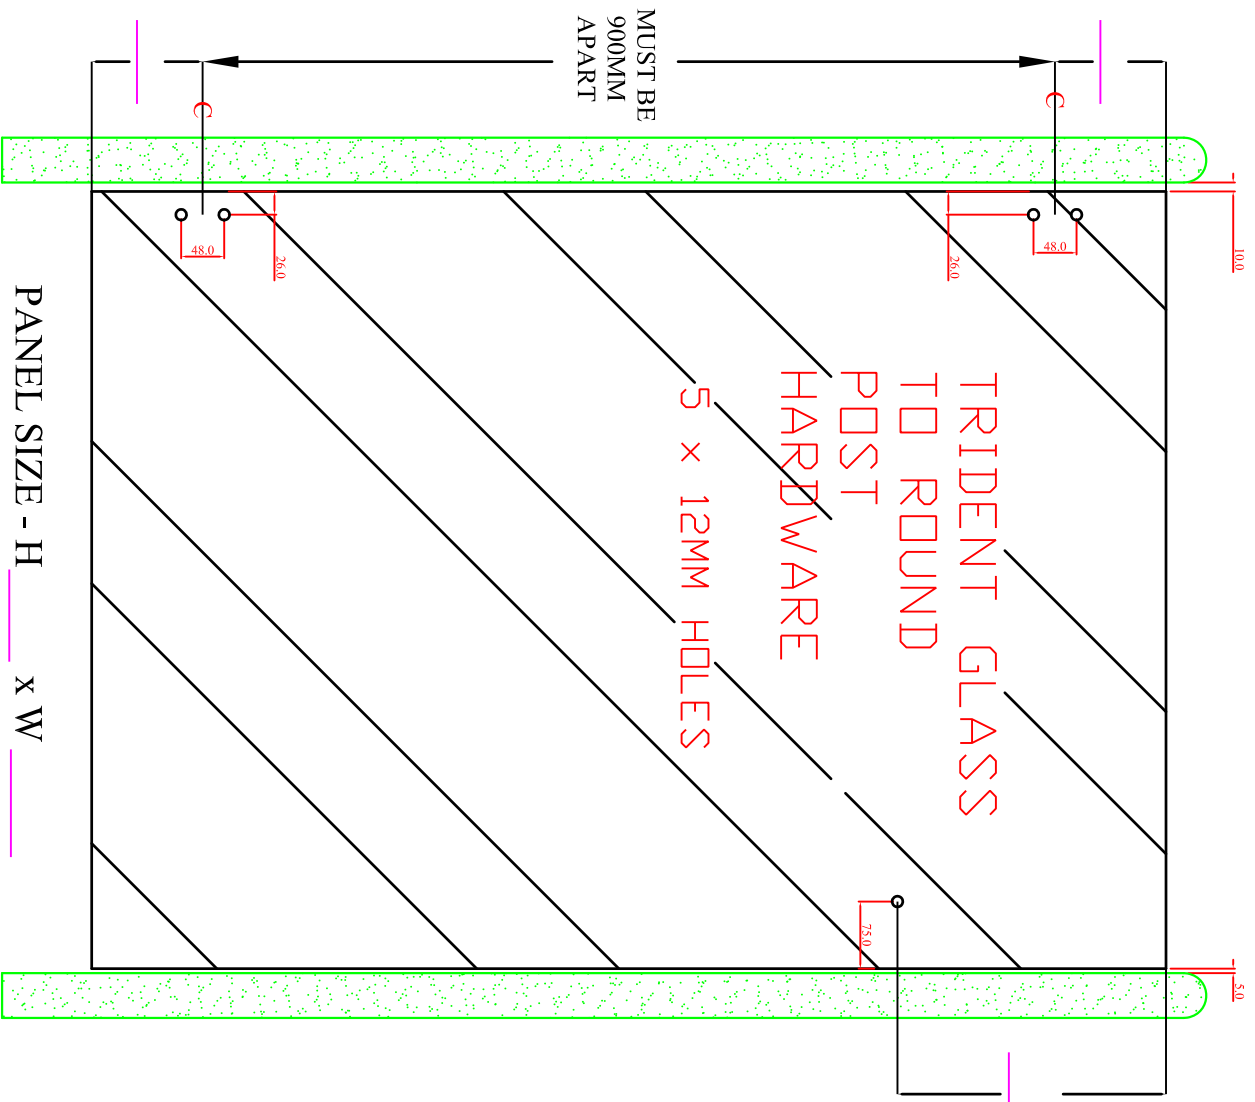 10.0
5.0
C
48.0
26.0
TRIDENT GLASS
TO ROUND
POST
HARDWARE
5 x 12MM HOLES
75.0
MUST BE
900MM
APART
C
48.0
26.0
PANEL SIZE - H x W